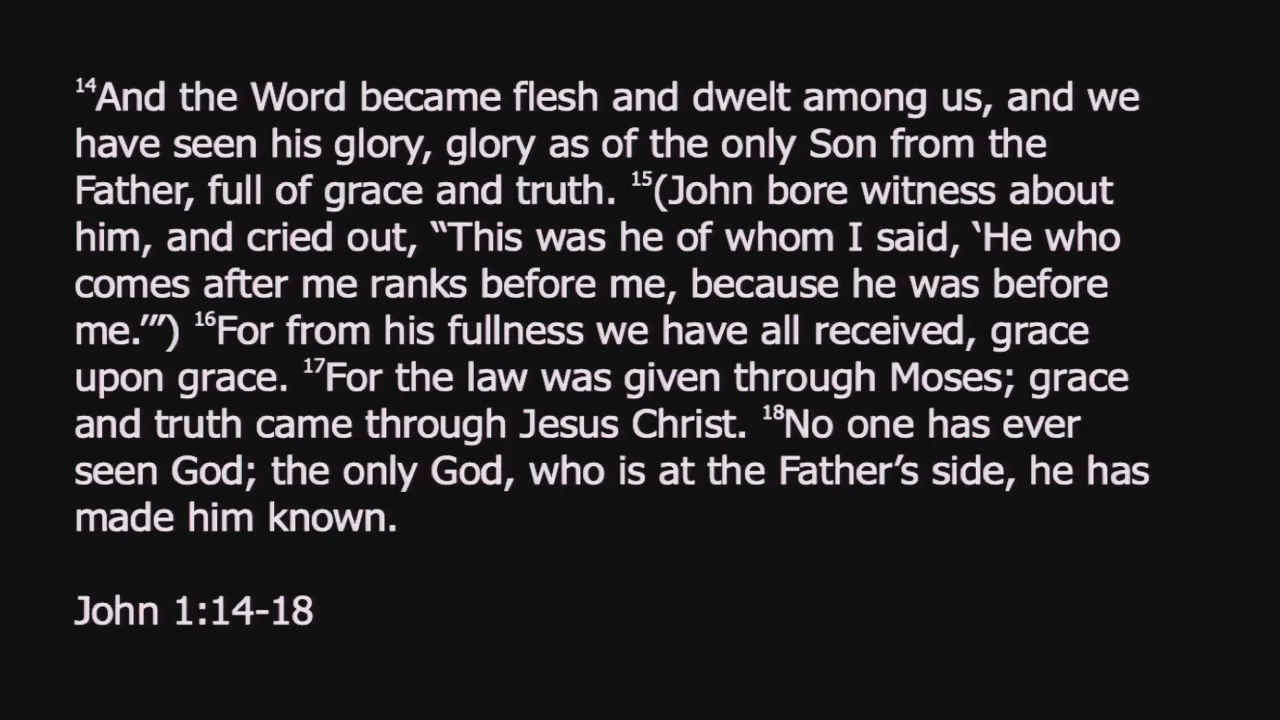 ¹⁴And the Word became flesh and dwelt among us, and we
have seen his glory, glory as of the only Son from the
Father, full of grace and truth. ¹⁵(John bore witness about
him, and cried out, “This was he of whom I said, ‘He who
comes after me ranks before me, because he was before
me.’”) ¹⁶For from his fullness we have all received, grace
upon grace. ¹⁷For the law was given through Moses; grace
and truth came through Jesus Christ. ¹⁸No one has ever
seen God; the only God, who is at the Father’s side, he has
made him known.
John 1:14-18